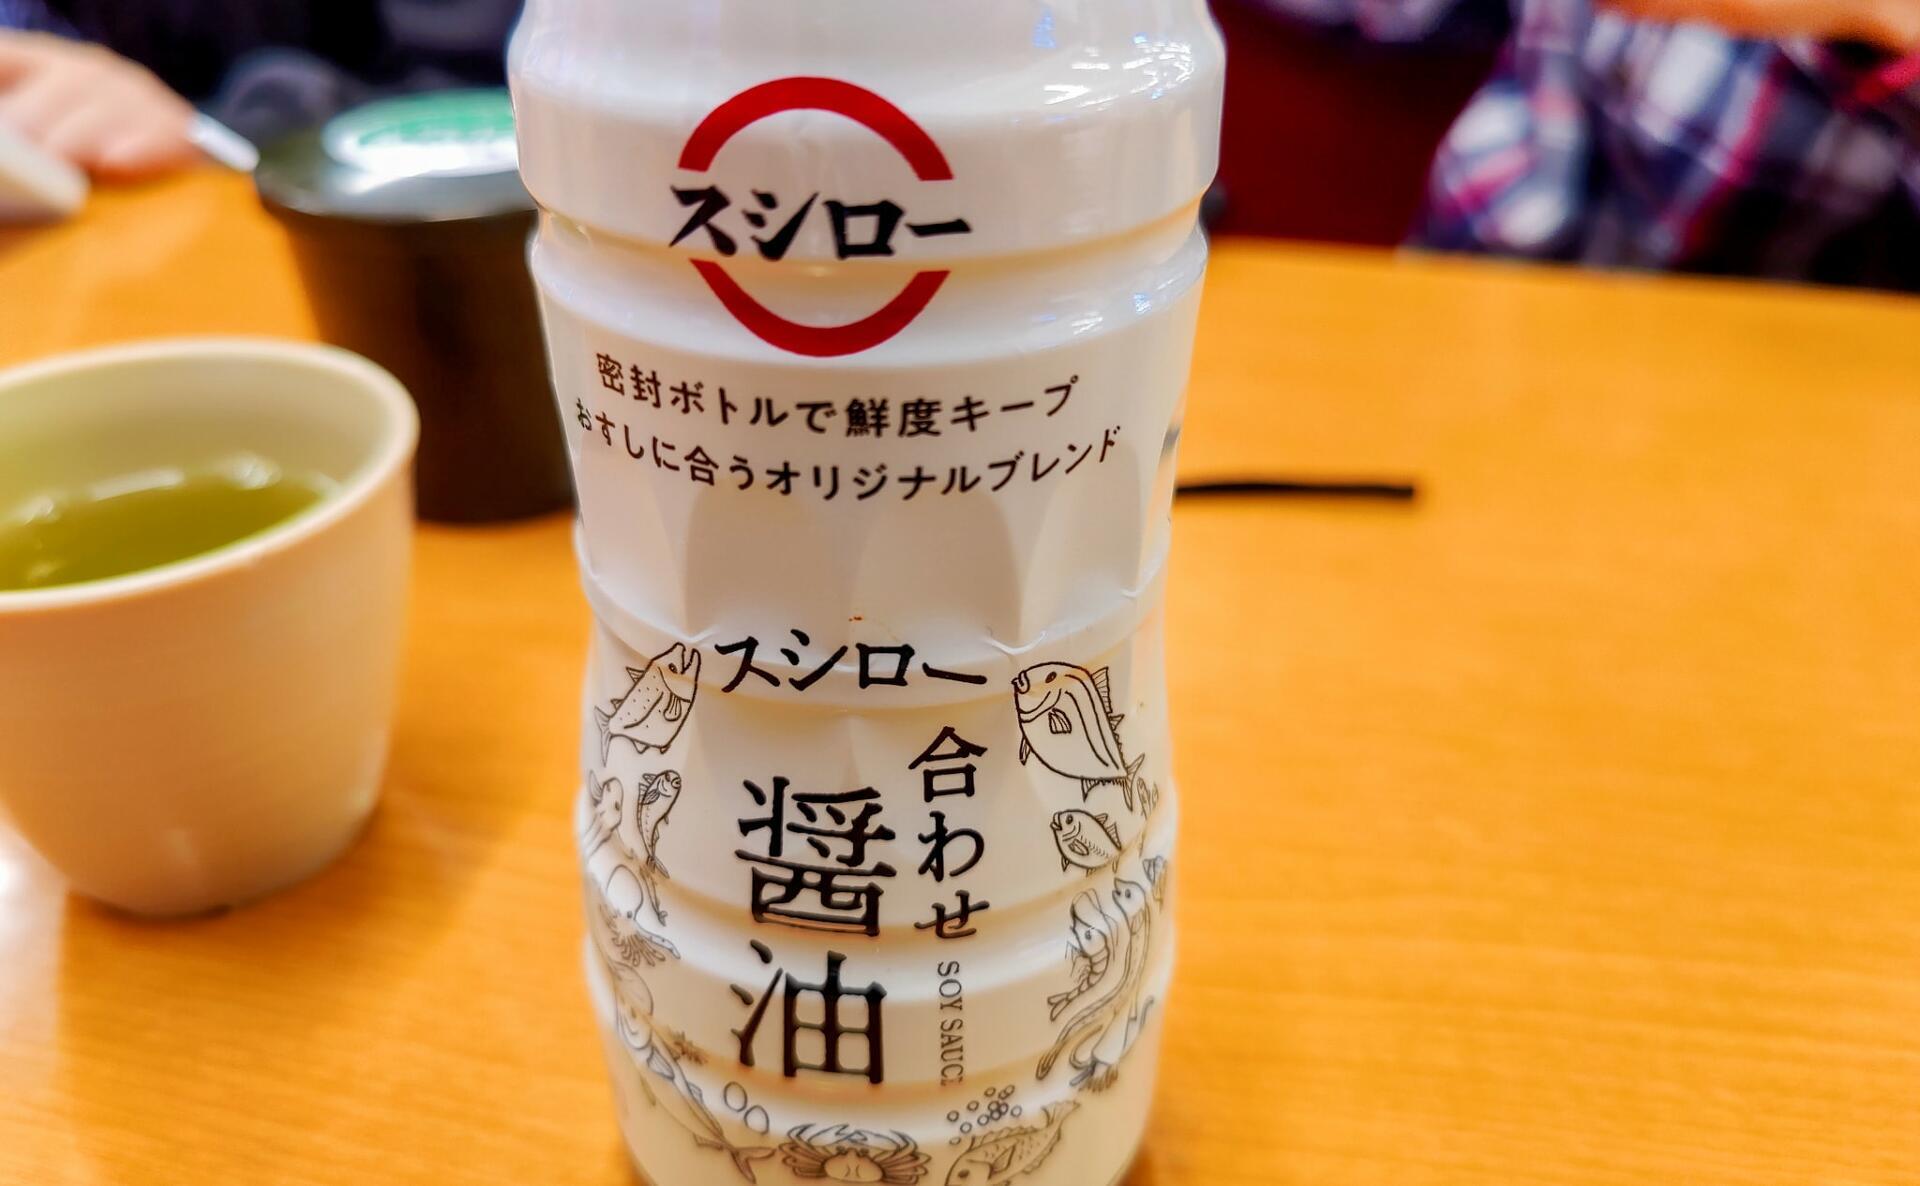 スシロー
密封ボトルで鮮度キープ
おすしに合うオリジナルブレンド
スシロー
合わせ
醤油
SOY SAUCE